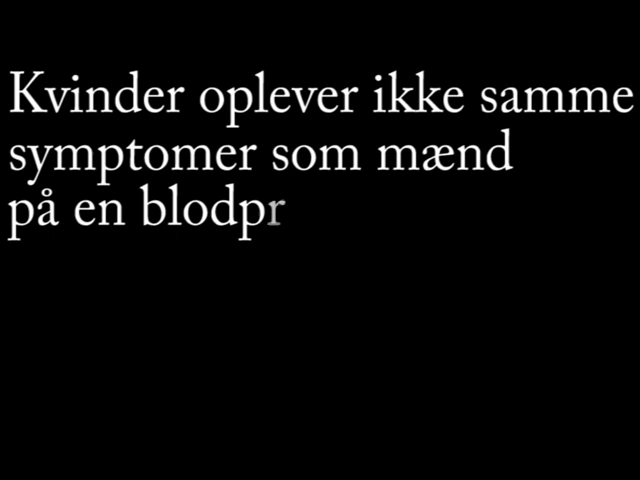 Kvinder oplever ikke samme
symptomer som mænd
på en blodpr